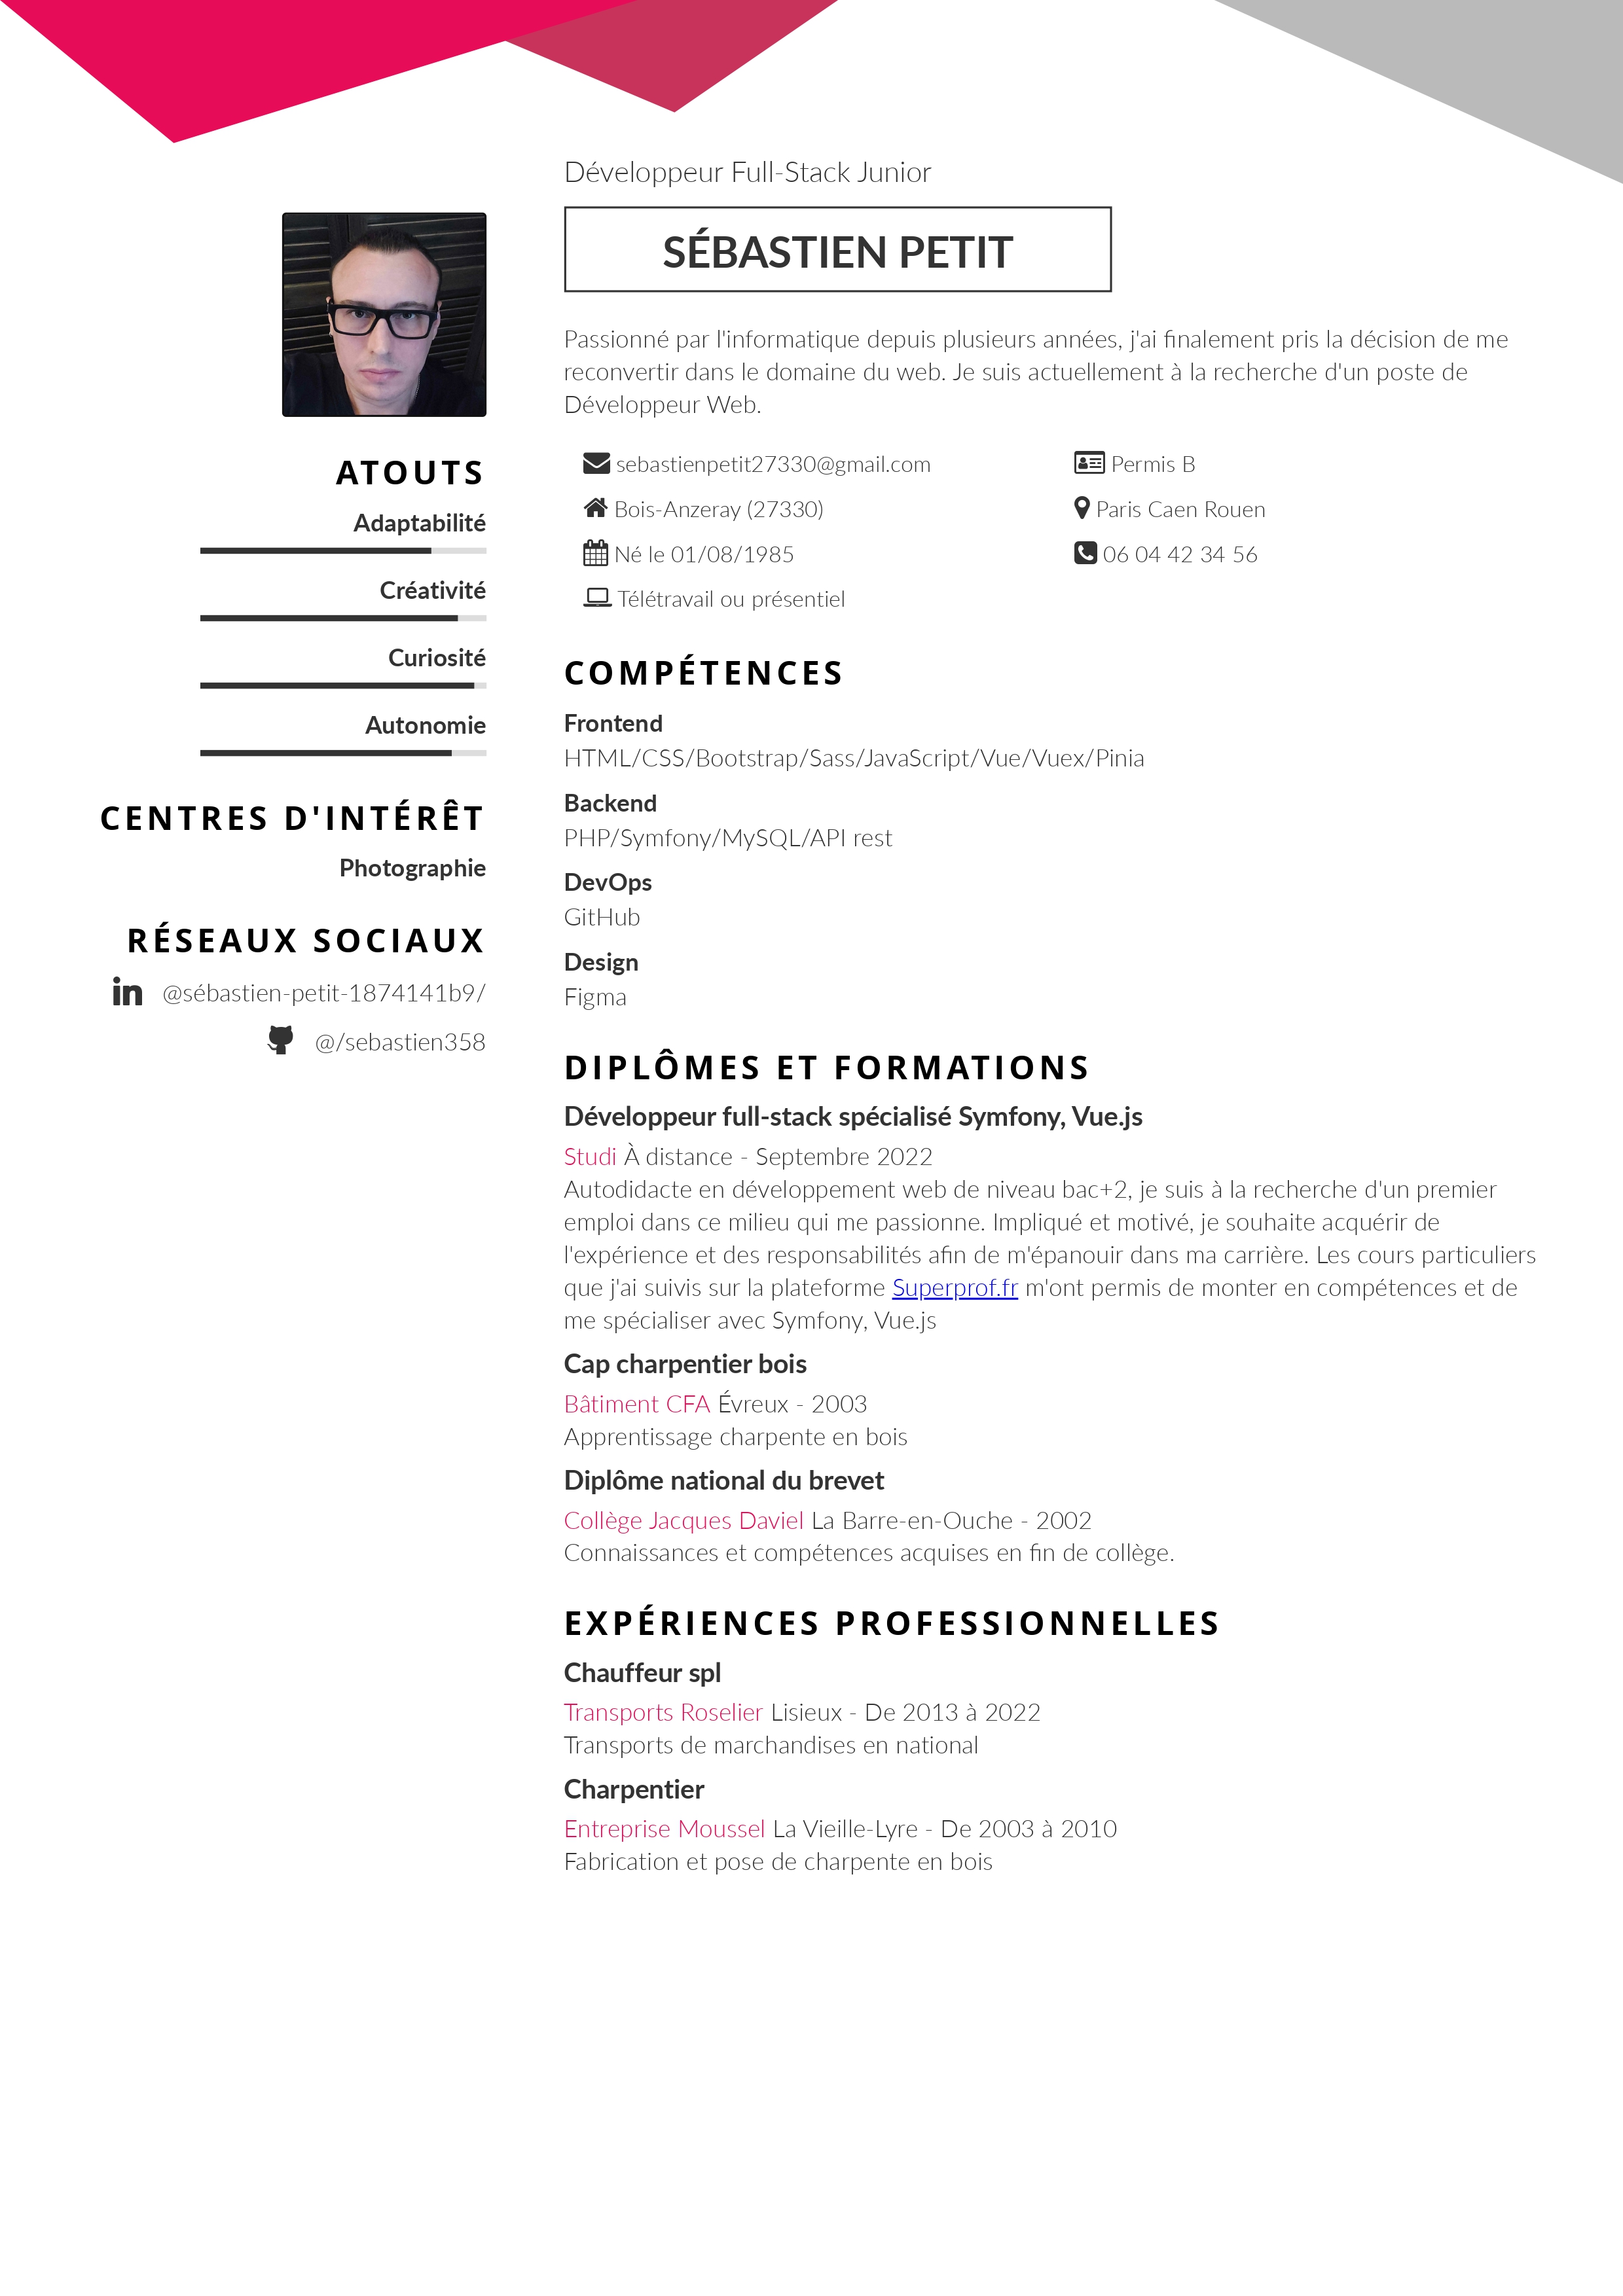 Développeur Full-Stack Junior
SÉBASTIEN PETIT
Passionné par l'informatique depuis plusieurs années, j'ai finalement pris la décision de me
reconvertir dans le domaine du web. Je suis actuellement à la recherche d'un poste de
Développeur Web.
sebastienpetit27330@gmail.com
Permis B
Bois-Anzeray (27330)
Paris Caen Rouen
Né le 01/08/1985
06 04 42 34 56
Télétravail ou présentiel
ATOUTS
Adaptabilité
Créativité
Curiosité
Autonomie
CENTRES D'INTÉRÊT
Photographie
RÉSEAUX SOCIAUX
@sébastien-petit-1874141b9/
@/sebastien358
COMPÉTENCES
Frontend
HTML/CSS/Bootstrap/Sass/JavaScript/Vue/Vuex/Pinia
Backend
PHP/Symfony/MySQL/API rest
DevOps
GitHub
Design
Figma
DIPLÔMES ET FORMATIONS
Développeur full-stack spécialisé Symfony, Vue.js
Studi À distance - Septembre 2022
Autodidacte en développement web de niveau bac+2, je suis à la recherche d'un premier
emploi dans ce milieu qui me passionne. Impliqué et motivé, je souhaite acquérir de
l'expérience et des responsabilités afin de m'épanouir dans ma carrière. Les cours particuliers
que j'ai suivis sur la plateforme Superprof.fr m'ont permis de monter en compétences et de
me spécialiser avec Symfony, Vue.js
Cap charpentier bois
Bâtiment CFA Évreux - 2003
Apprentissage charpente en bois
Diplôme national du brevet
Collège Jacques Daviel La Barre-en-Ouche - 2002
Connaissances et compétences acquises en fin de collège.
EXPÉRIENCES PROFESSIONNELLES
Chauffeur spl
Transports Roselier Lisieux - De 2013 à 2022
Transports de marchandises en national
Charpentier
Entreprise Moussel La Vieille-Lyre - De 2003 à 2010
Fabrication et pose de charpente en bois